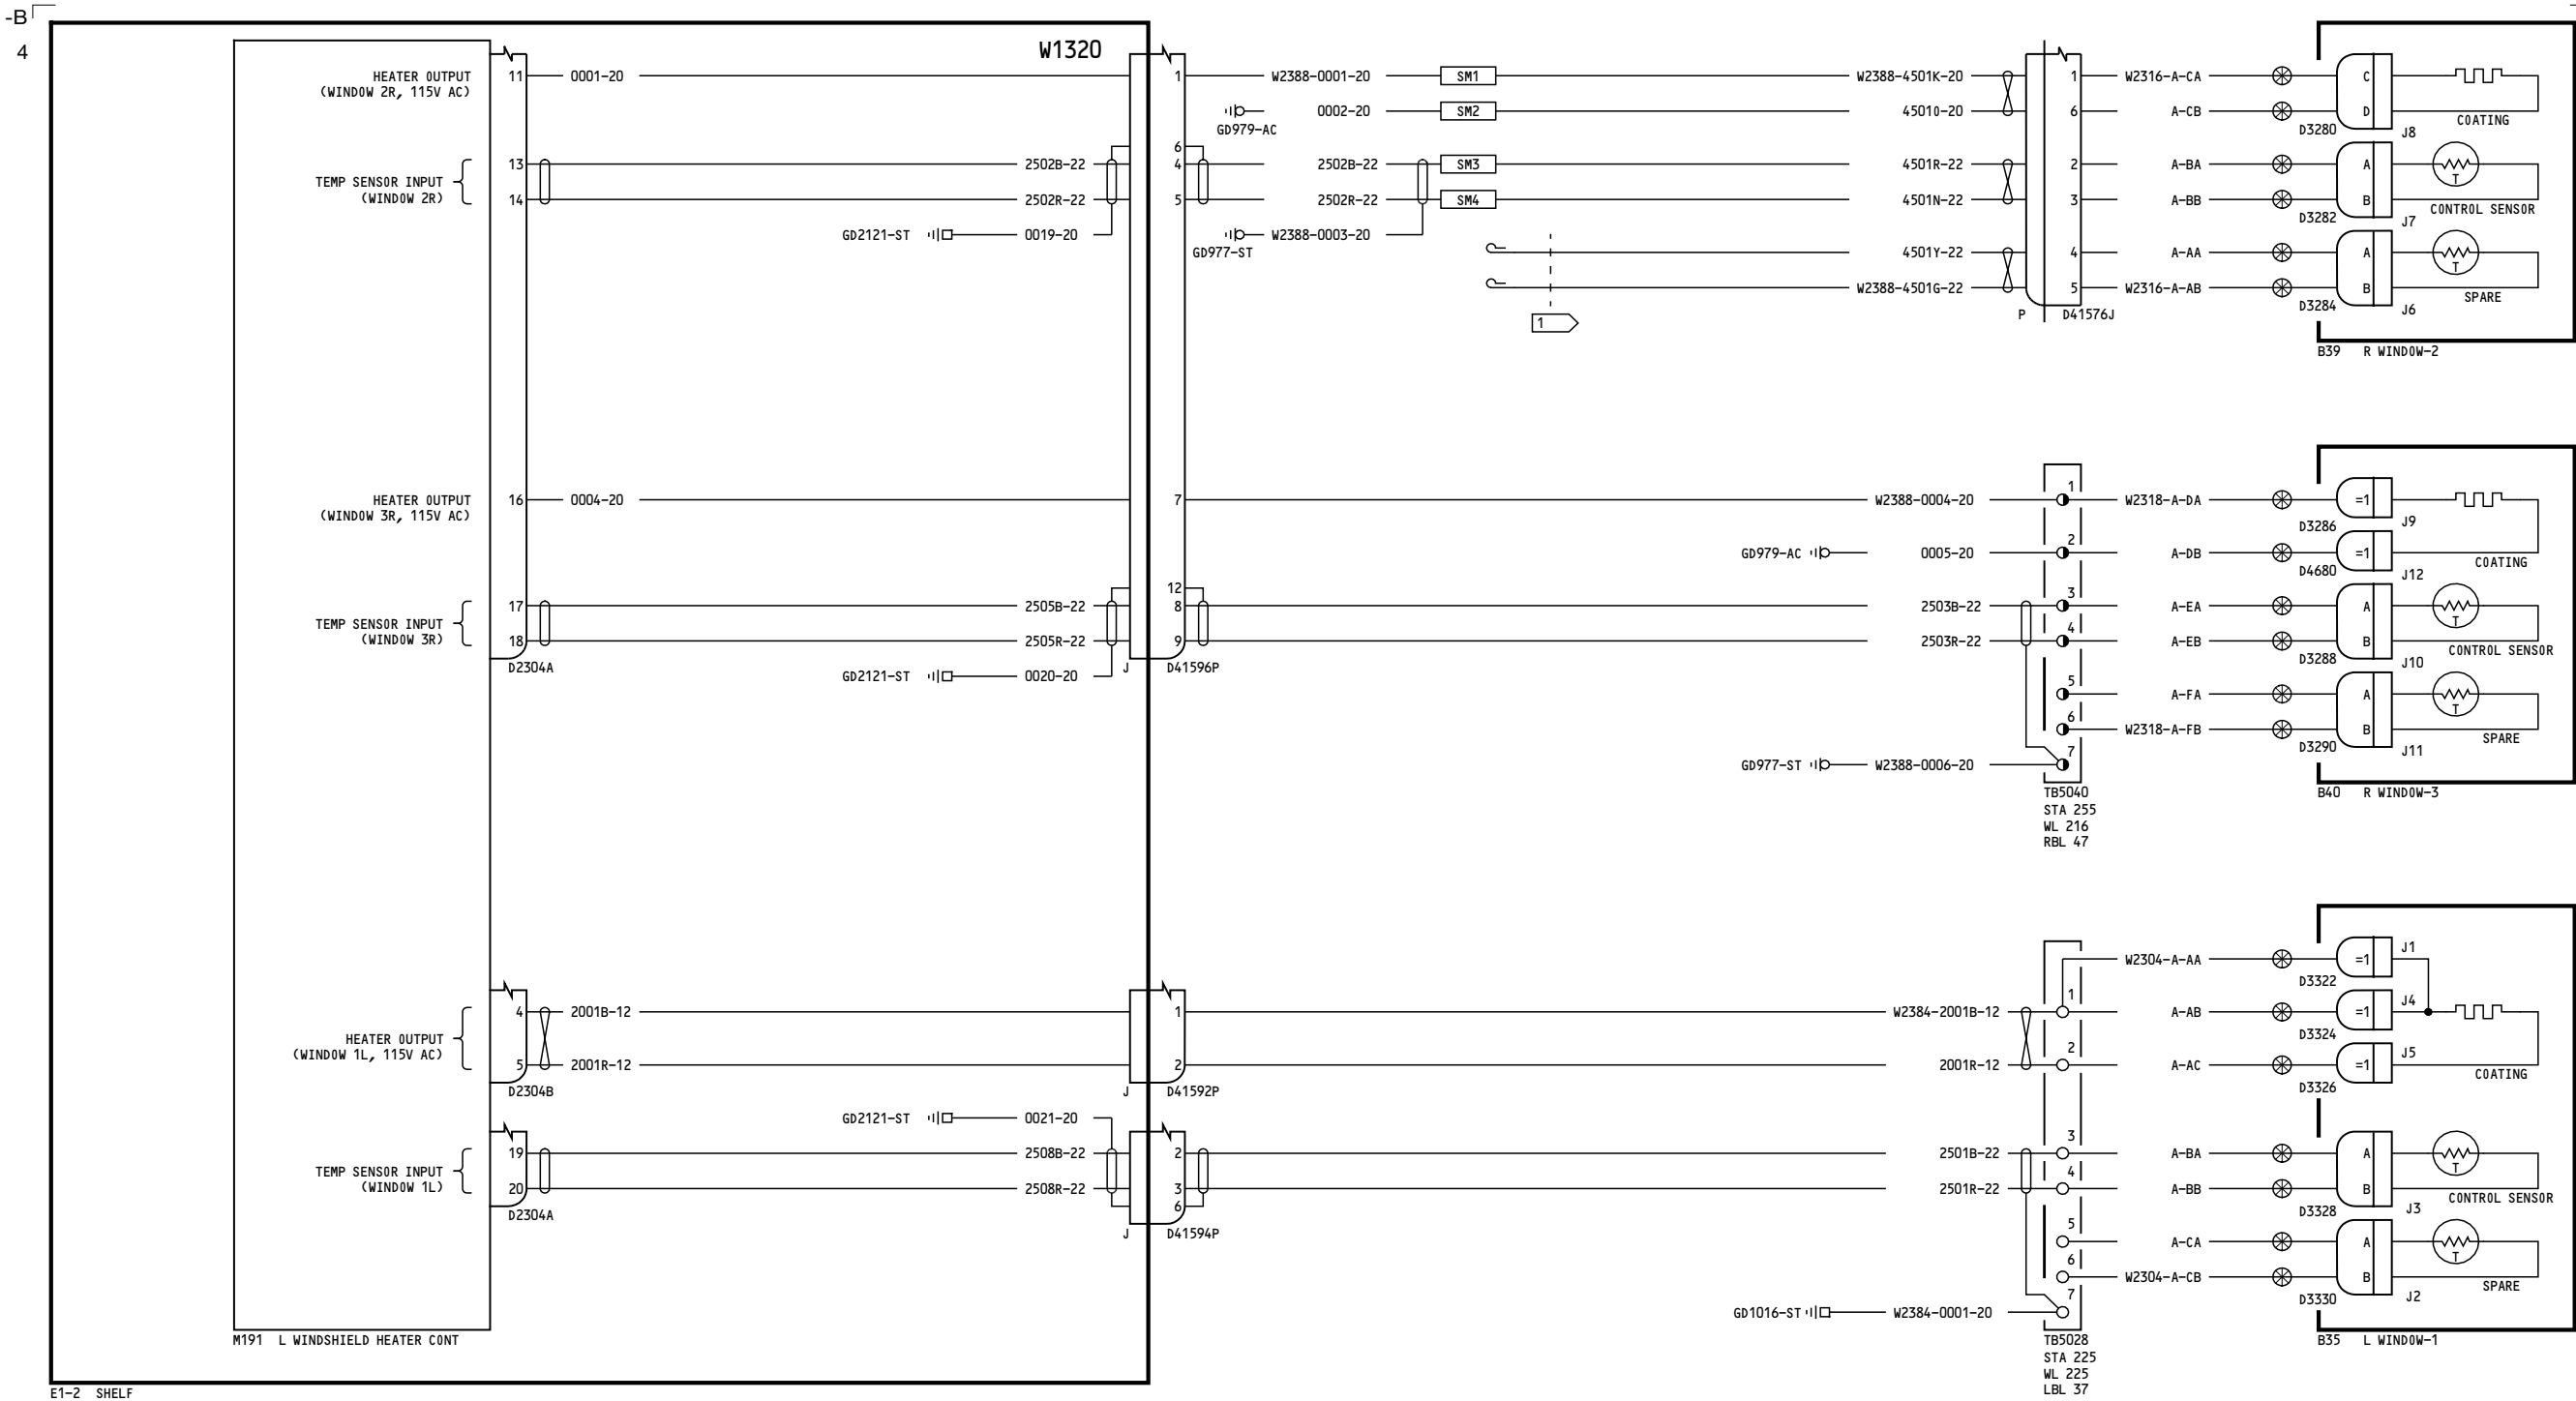 -B
4
W1320
HEATER OUTPUT
(WINDOW 2R, 115V AC)
11
0001-20
1
W2388-0001-20
SM1
W2388-4501K-20
1
W2316-A-CA
C
GD979-AC
0002-20
SM2
4501O-20
6
A-CB
D
D3280
J8
COATING
6
TEMP SENSOR INPUT
(WINDOW 2R)
13
2502B-22
4
2502B-22
SM3
4501R-22
2
A-BA
A
T
14
2502R-22
5
2502R-22
SM4
4501N-22
3
A-BB
B
D3282
J7
CONTROL SENSOR
GD2121-ST
0019-20
GD977-ST
W2388-0003-20
4501Y-22
4
A-AA
A
T
W2388-4501G-22
5
W2316-A-AB
B
D3284
J6
SPARE
1
P
D41576J
B39 R WINDOW-2
HEATER OUTPUT
(WINDOW 3R, 115V AC)
16
0004-20
7
W2388-0004-20
1
W2318-A-DA
=1
D3286
J9
GD979-AC
0005-20
2
A-DB
=1
D4680
J12
COATING
12
TEMP SENSOR INPUT
(WINDOW 3R)
17
2505B-22
8
2503B-22
3
A-EA
A
T
18
2505R-22
9
2503R-22
4
A-EB
B
D3288
J10
CONTROL SENSOR
D2304A
GD2121-ST
0020-20
J
D41596P
5
A-FA
A
T
6
W2318-A-FB
B
D3290
J11
SPARE
GD977-ST
W2388-0006-20
7
TB5040
STA 255
WL 216
RBL 47
B40 R WINDOW-3
W2304-A-AA
=1
J1
D3322
HEATER OUTPUT
(WINDOW 1L, 115V AC)
4
2001B-12
1
W2384-2001B-12
1
A-AB
=1
J4
D3324
5
2001R-12
2
2001R-12
2
A-AC
=1
J5
D3326
COATING
D2304B
J
D41592P
GD2121-ST
0021-20
TEMP SENSOR INPUT
(WINDOW 1L)
19
2508B-22
2
2501B-22
3
A-BA
A
T
20
2508R-22
3
2501R-22
4
A-BB
B
D3328
J3
CONTROL SENSOR
6
D2304A
J
D41594P
5
A-CA
A
T
6
W2304-A-CB
B
D3330
J2
SPARE
GD1016-ST
W2384-0001-20
7
M191 L WINDSHIELD HEATER CONT
TB5028
STA 225
WL 225
LBL 37
B35 L WINDOW-1
E1-2 SHELF